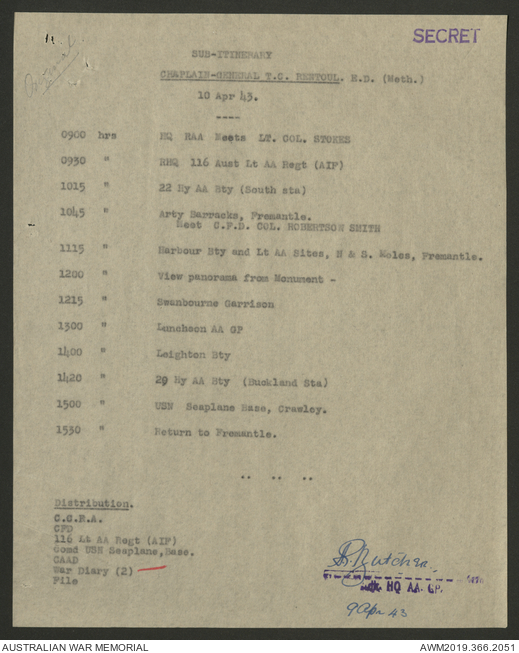 SECRET
SUB-ITINERARY
CHAPLAIN-GENERAL T.C. RENTOUL. E.D. (Meth.)
10 Apr 43.
----
0900 hrs HQ RAA Meets LT. COL. STOKES
0930 " RHQ 116 Aust Lt AA Regt (AIF)
1015 " 22 Hy AA Bty (South sta)
1045 " Arty Barracks, Fremantle.
Meet C.F.D. COL. ROBERTSON SMITH
1115 " Harbour Bty and Lt AA Sites, N & S. Moles, Fremantle.
1200 " View panorama from Monument -
1215 " Swanbourne Garrison
1300 " Luncheon AA GP
1400 " Leighton Bty
1420 " 29 Hy AA Bty (Buckland Sta)
1500 " USN Seaplane Base, Crawley.
1530 " Return to Fremantle.
.. .. ..
Distribution.
C.C.R.A.
CFD
116 Lt AA Regt (AIF)
Comd USN Seaplane,Base.
CAAD
War Diary (2)
File
HQ AA. GP.
9 Apr 43
AUSTRALIAN WAR MEMORIAL
AWM2019.366.2051